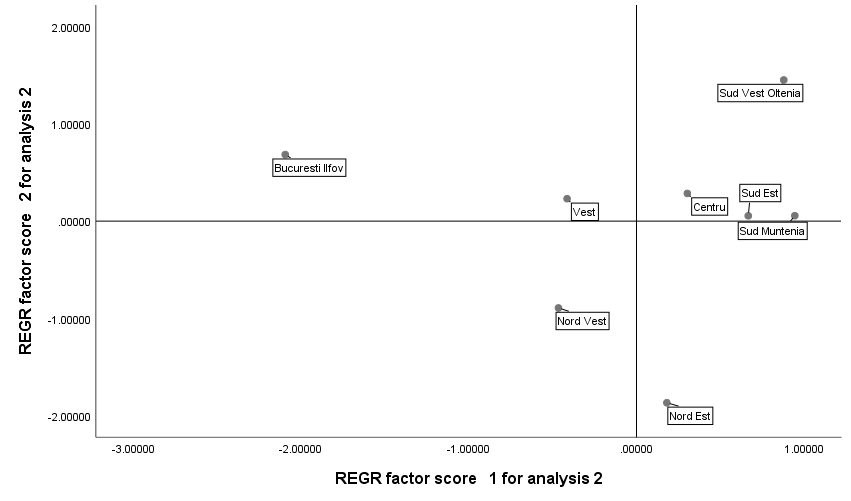 2.00000
1.00000
.00000
-1.00000
-2.00000
REGR factor score 2 for analysis 2
Sud Vest Oltenia
Bucuresti Ilfov
Sud Est
Vest
Centru
Sud Muntenia
Nord Vest
Nord Est
-3.00000
-2.00000
-1.00000
.00000
1.00000
REGR factor score 1 for analysis 2